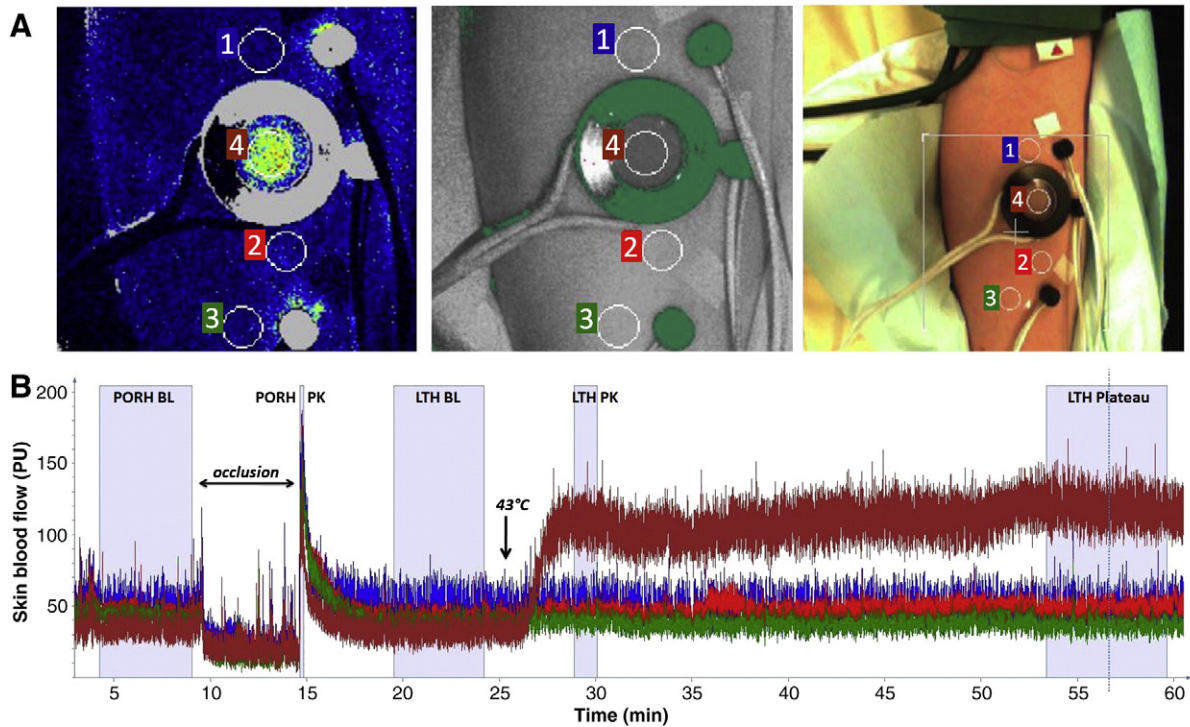 A
1
4
2
3
1
4
2
3
1
4
2
3
B
Skin blood flow (PU)
200
150
100
50
PORH BL
occlusion
PORH PK
LTH BL
43°C
LTH PK
LTH Plateau
5 10 15 20 25 30 35 40 45 50 55 60
Time (min)